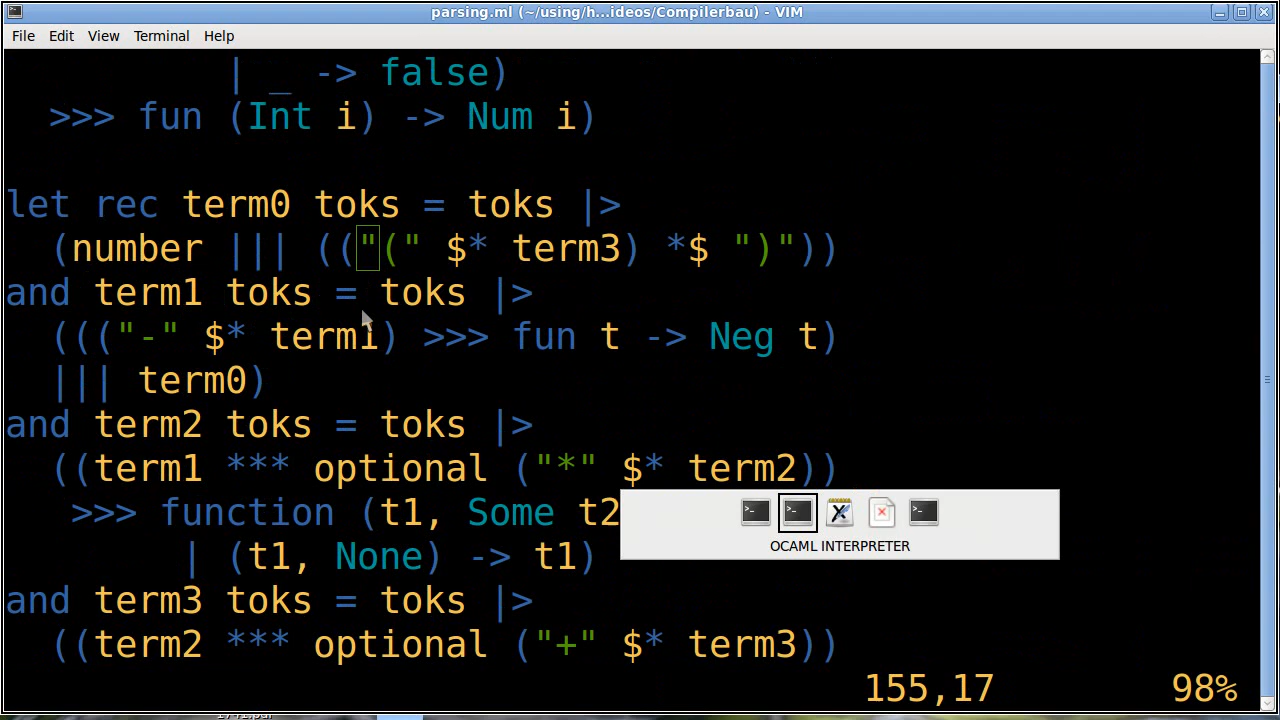 parsing.ml (~/using/h...ideos/Compilerbau) - VIM
File Edit View Terminal Help
| _ -> false)
>>> fun (Int i) -> Num i)
let rec term0 toks = toks |>
(number ||| (("(" $* term3) *$ ")"))
and term1 toks = toks |>
((("-" $* term1) >>> fun t -> Neg t)
||| term0)
and term2 toks = toks |>
((term1 *** optional ("*" $* term2))
>>> function (t1, Some t2
| (t1, None) -> t1)
OCAML INTERPRETER
and term3 toks = toks |>
((term2 *** optional ("+" $* term3))
155,17 98%